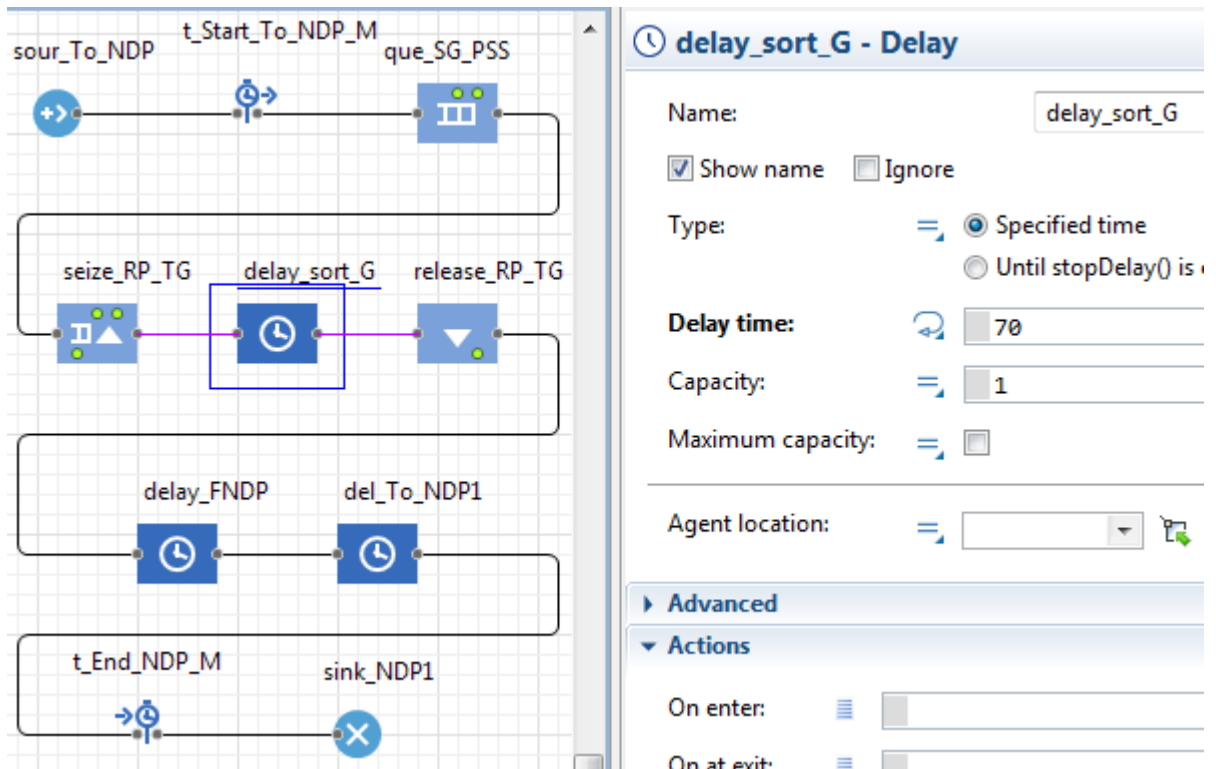 sour_To_NDP
t_Start_To_NDP_M
que_SG_PSS
seize_RP_TG
delay_sort_G
release_RP_TG
delay_FNDP
del_To_NDP1
t_End_NDP_M
sink_NDP1
delay_sort_G - Delay
Name: delay_sort_G
Show name Ignore
Type: Specified time
Until stopDelay() is
Delay time: 70
Capacity: 1
Maximum capacity:
Agent location:
Advanced
Actions
On enter:
On at exit: